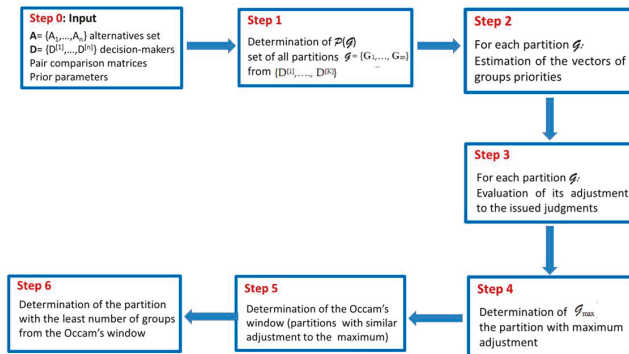 Step 0: Input
A= {A1,...,An} alternatives set
D= {D[1],...,D[n]} decision-makers
Pair comparison matrices
Prior parameters
Step 1
Determination of 𝒫(𝒢)
set of all partitions 𝒢 = {G1,..., Gm}
from {D[1],...., D[K]}
Step 2
For each partition 𝒢:
Estimation of the vectors of
groups priorities
Step 3
For each partition 𝒢:
Evaluation of its adjustment
to the issued judgments
Step 4
Determination of 𝒢max,
the partition with maximum
adjustment
Step 5
Determination of the Occam's
window (partitions with similar
adjustment to the maximum)
Step 6
Determination of the partition
with the least number of groups
from the Occam's window